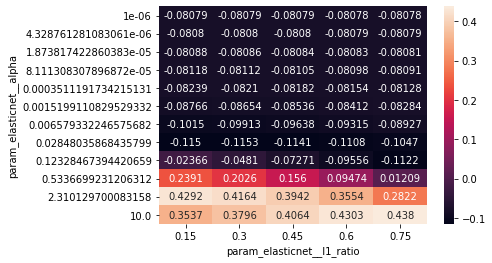 param_elasticnet__alpha
1e-06 -0.08079 -0.08079 -0.08079 -0.08078 -0.08078
4.328761281083061e-06 -0.0808 -0.0808 -0.0808 -0.08079 -0.08079
1.873817422860383e-05 -0.08088 -0.08086 -0.08084 -0.08083 -0.08081
8.111308307896872e-05 -0.08118 -0.08112 -0.08105 -0.08098 -0.08091
0.0003511191734215131 -0.08239 -0.0821 -0.08182 -0.08154 -0.08128
0.0015199110829529332 -0.08766 -0.08654 -0.08536 -0.08412 -0.08284
0.006579332246575682 -0.1015 -0.09913 -0.09638 -0.09315 -0.08927
0.02848035868435799 -0.115 -0.1153 -0.1141 -0.1108 -0.1047
0.12328467394420659 -0.02366 -0.0481 -0.07271 -0.09556 -0.1122
0.5336699231206312 0.2391 0.2026 0.156 0.09474 0.01209
2.310129700083158 0.4292 0.4164 0.3942 0.3554 0.2822
10.0 0.3537 0.3796 0.4064 0.4303 0.438
0.15 0.3 0.45 0.6 0.75
param_elasticnet__l1_ratio
0.4
0.3
0.2
0.1
0.0
-0.1